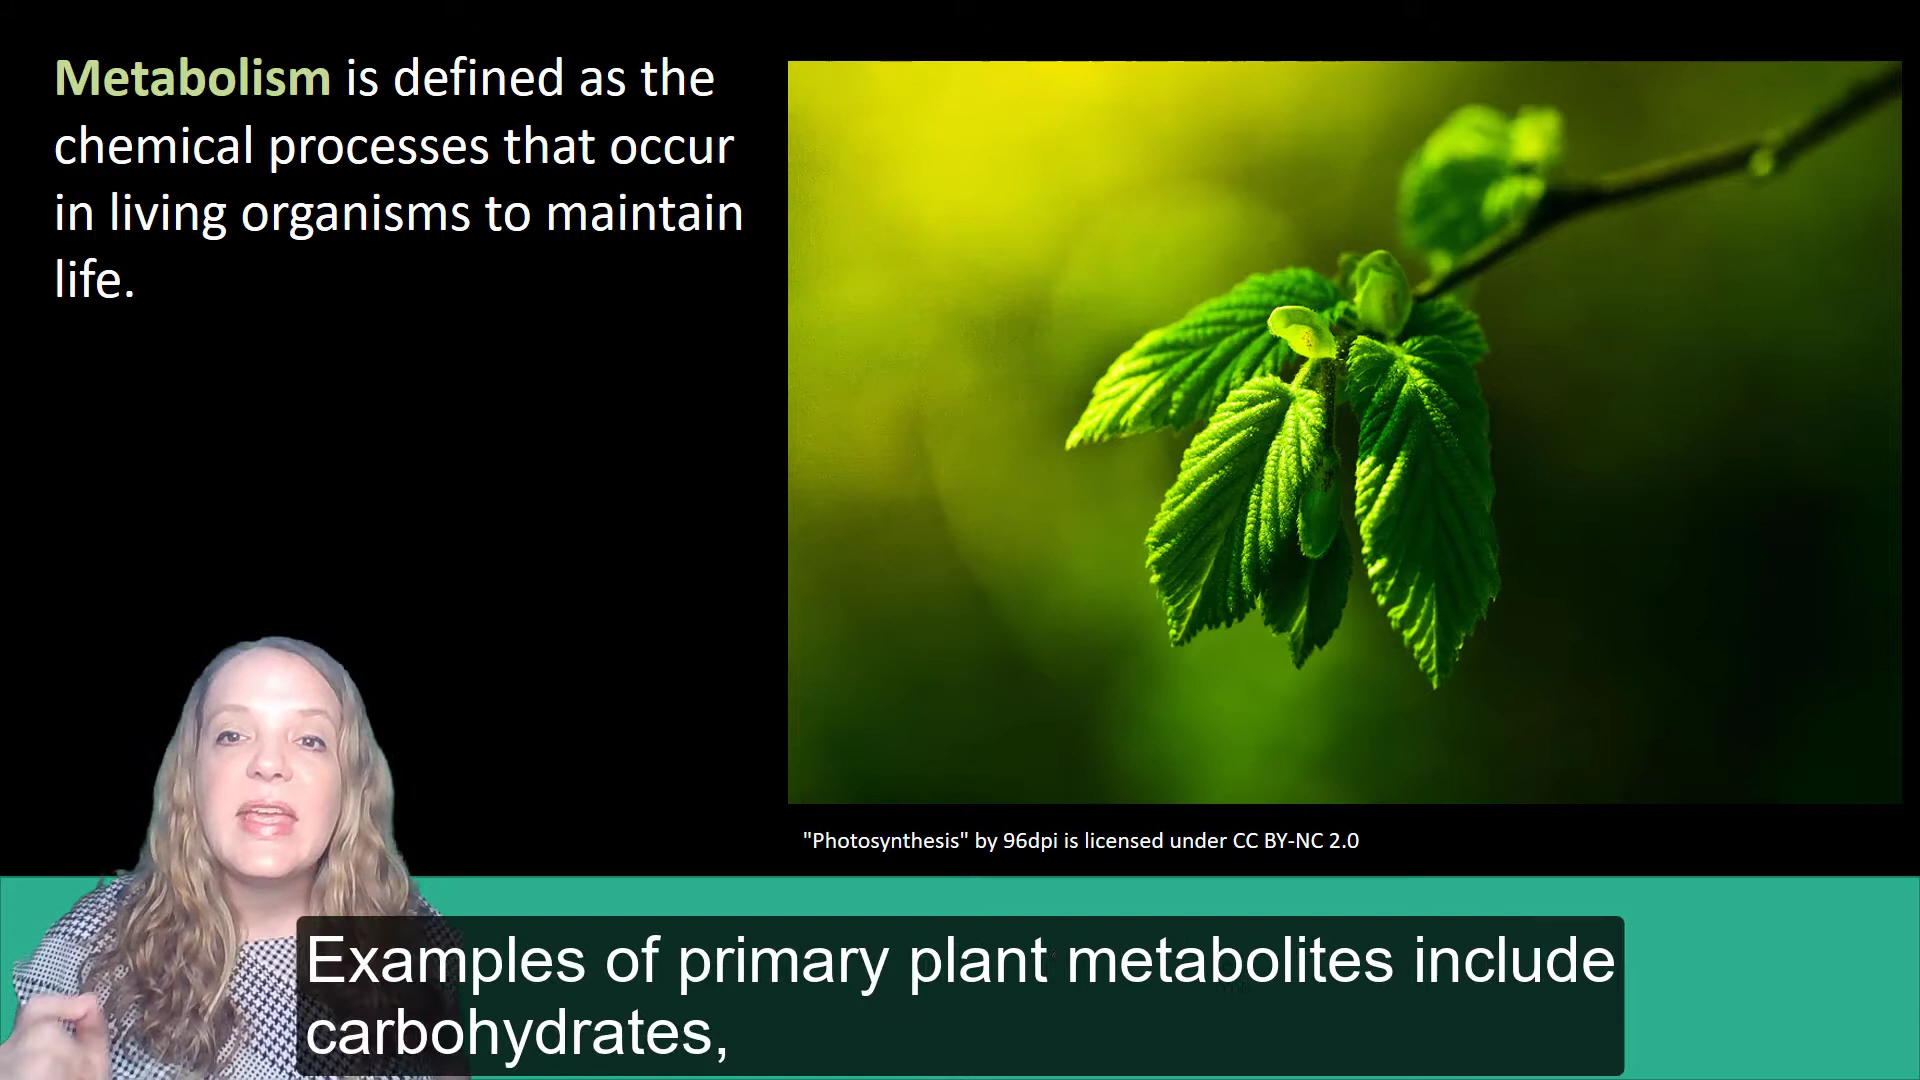 Metabolism is defined as the
chemical processes that occur
in living organisms to maintain
life.
"Photosynthesis" by 96dpi is licensed under CC BY-NC 2.0
Examples of primary plant metabolites include
carbohydrates,